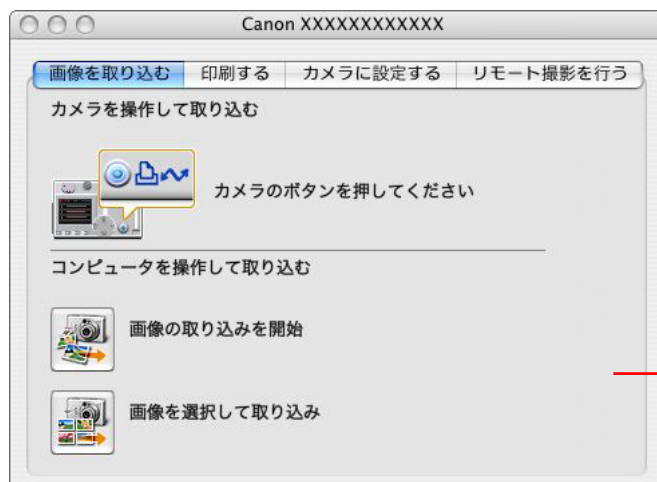 Canon XXXXXXXXXXXX
画像を取り込む 印刷する カメラに設定する リモート撮影を行う
カメラを操作して取り込む
カメラのボタンを押してください
コンピュータを操作して取り込む
画像の取り込みを開始
画像を選択して取り込み